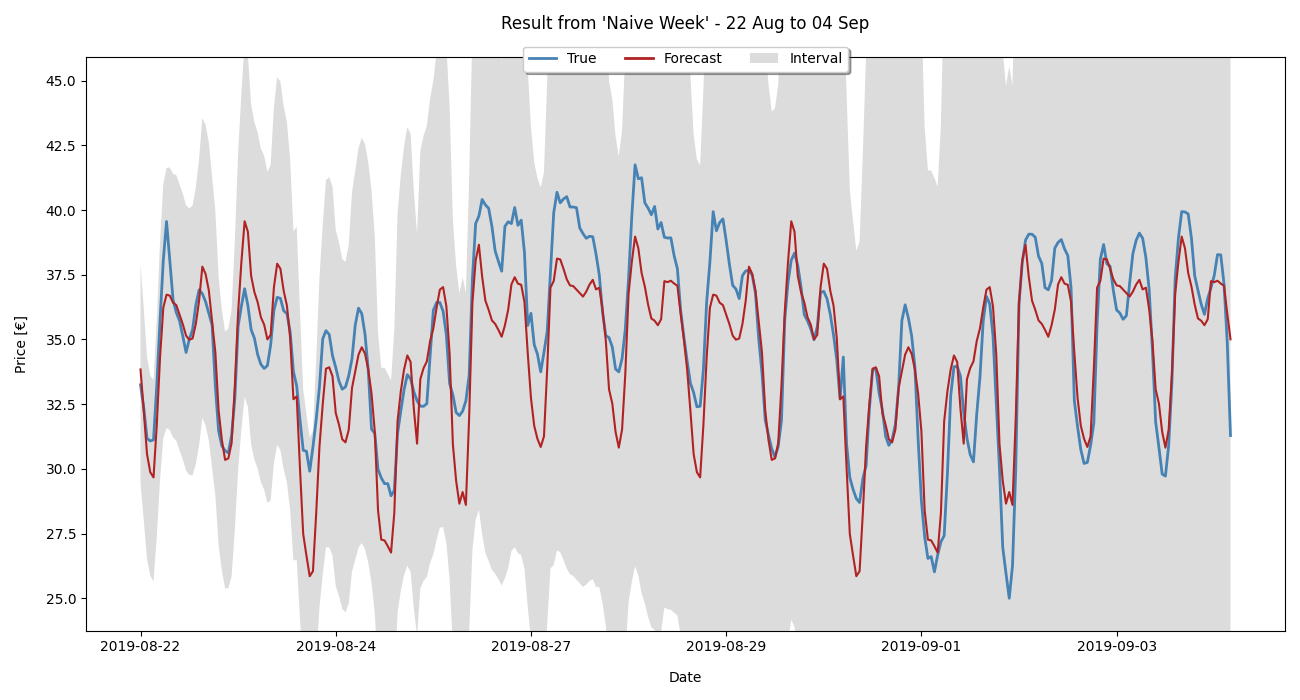 Result from 'Naive Week' - 22 Aug to 04 Sep
True
Forecast
Interval
45.0
42.5
40.0
37.5
35.0
32.5
30.0
27.5
25.0
Price [€]
2019-08-22
2019-08-24
2019-08-27
2019-08-29
2019-09-01
2019-09-03
Date